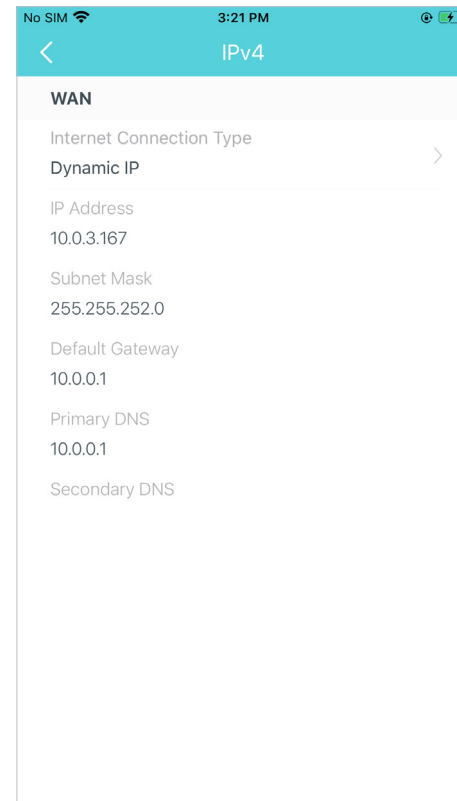 No SIM 3:21 PM
IPv4
WAN
Internet Connection Type
Dynamic IP
IP Address
10.0.3.167
Subnet Mask
255.255.252.0
Default Gateway
10.0.0.1
Primary DNS
10.0.0.1
Secondary DNS